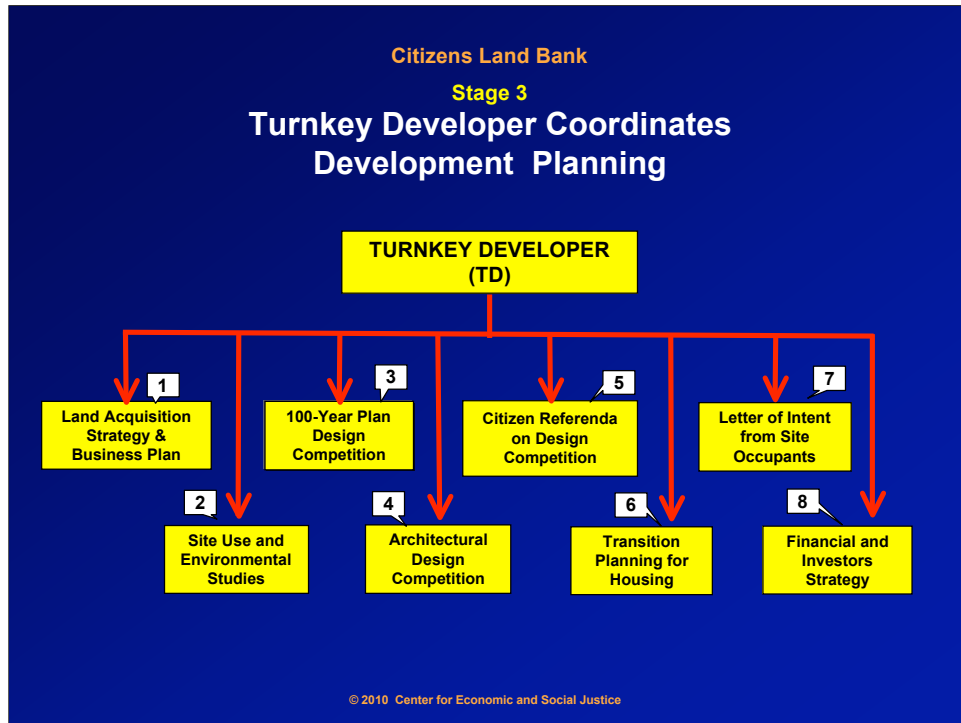 Citizens Land Bank
Stage 3
Turnkey Developer Coordinates
Development Planning
TURNKEY DEVELOPER
(TD)
1
Land Acquisition
Strategy &
Business Plan
2
Site Use and
Environmental
Studies
3
100-Year Plan
Design
Competition
4
Architectural
Design
Competition
5
Citizen Referenda
on Design
Competition
6
Transition
Planning for
Housing
7
Letter of Intent
from Site
Occupants
8
Financial and
Investors
Strategy
© 2010 Center for Economic and Social Justice